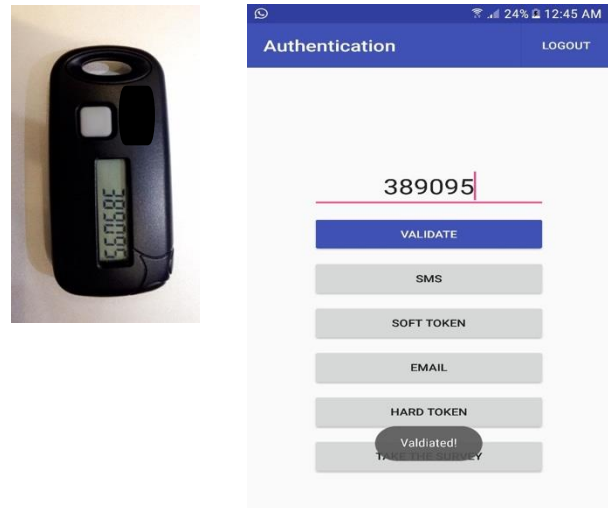 389095
24% 12:45 AM
Authentication LOGOUT
389095
VALIDATE
SMS
SOFT TOKEN
EMAIL
HARD TOKEN
Valdiated!
TAKE THE SURVEY